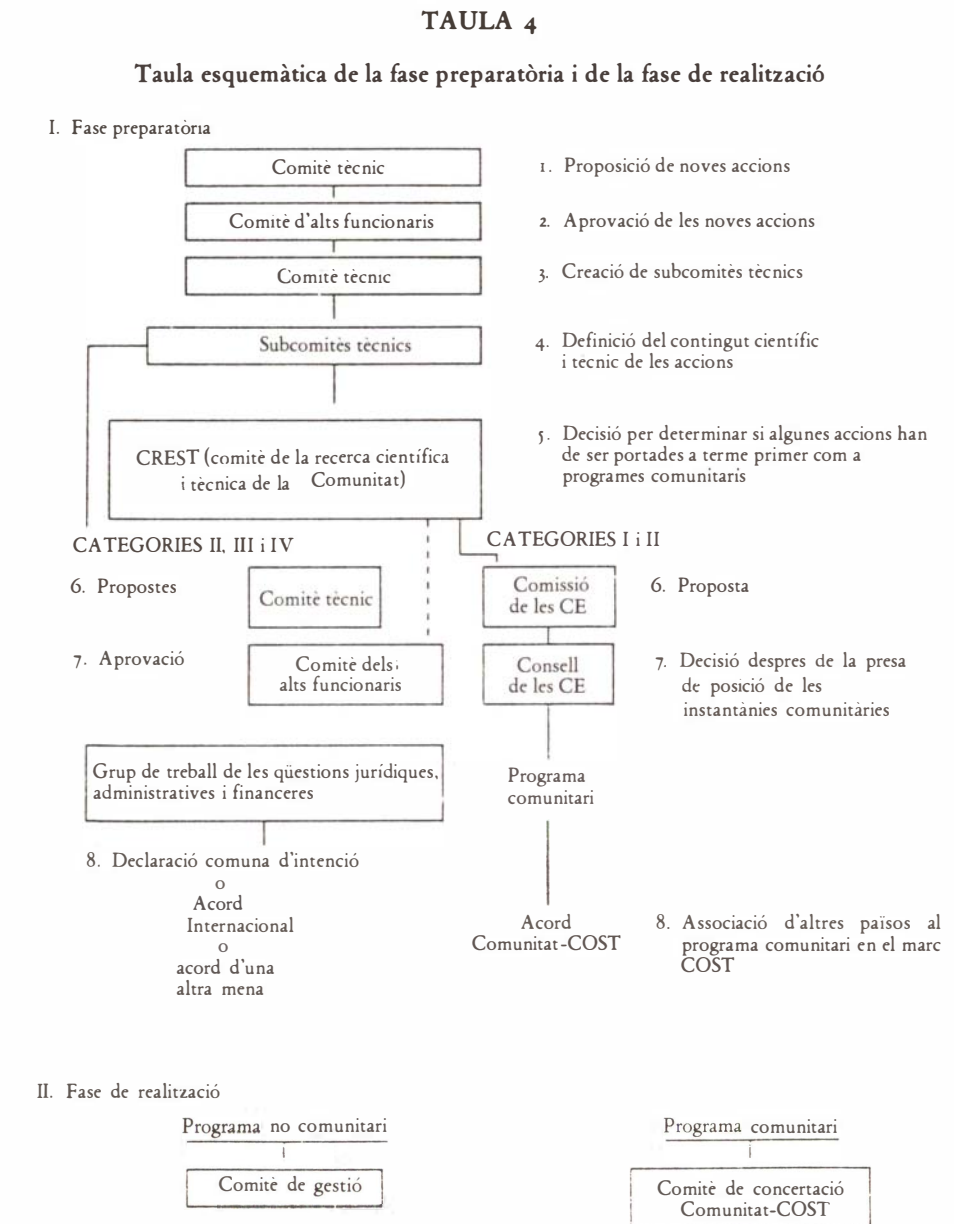 TAULA 4
Taula esquemàtica de la fase preparatòria i de la fase de realització
I. Fase preparatòria
Comitè tècnic
1. Proposició de noves accions
Comitè d'alts funcionaris
2. Aprovació de les noves accions
Comitè tècnic
3. Creació de subcomitès tècnics
Subcomitès tècnics
4. Definició del contingut científic
i tecnic de les accions
CREST (comitè de la recerca científica
i tècnica de la Comunitat)
5. Decisió per determinar si algunes accions han
de ser portades a terme primer com a
programes comunitaris
CATEGORIES II, III i IV
CATEGORIES I i II
6. Propostes
Comitè tècnic
Comissió
de les CE
6. Proposta
7. Aprovació
Comitè dels
alts funcionaris
Consell
de les CE
7. Decisió despres de la presa
de posició de les
instantànies comunitàries
Grup de treball de les qüestions jurídiques,
administratives i financeres
Programa
comunitari
8. Declaració comuna d'intenció
o
Acord
Internacional
o
acord d'una
altra mena
Acord
Comunitat-COST
8. Associació d'altres països al
programa comunitari en el marc
COST
II. Fase de realització
Programa no comunitari
Programa comunitari
Comitè de gestió
Comitè de concertació
Comunitat-COST